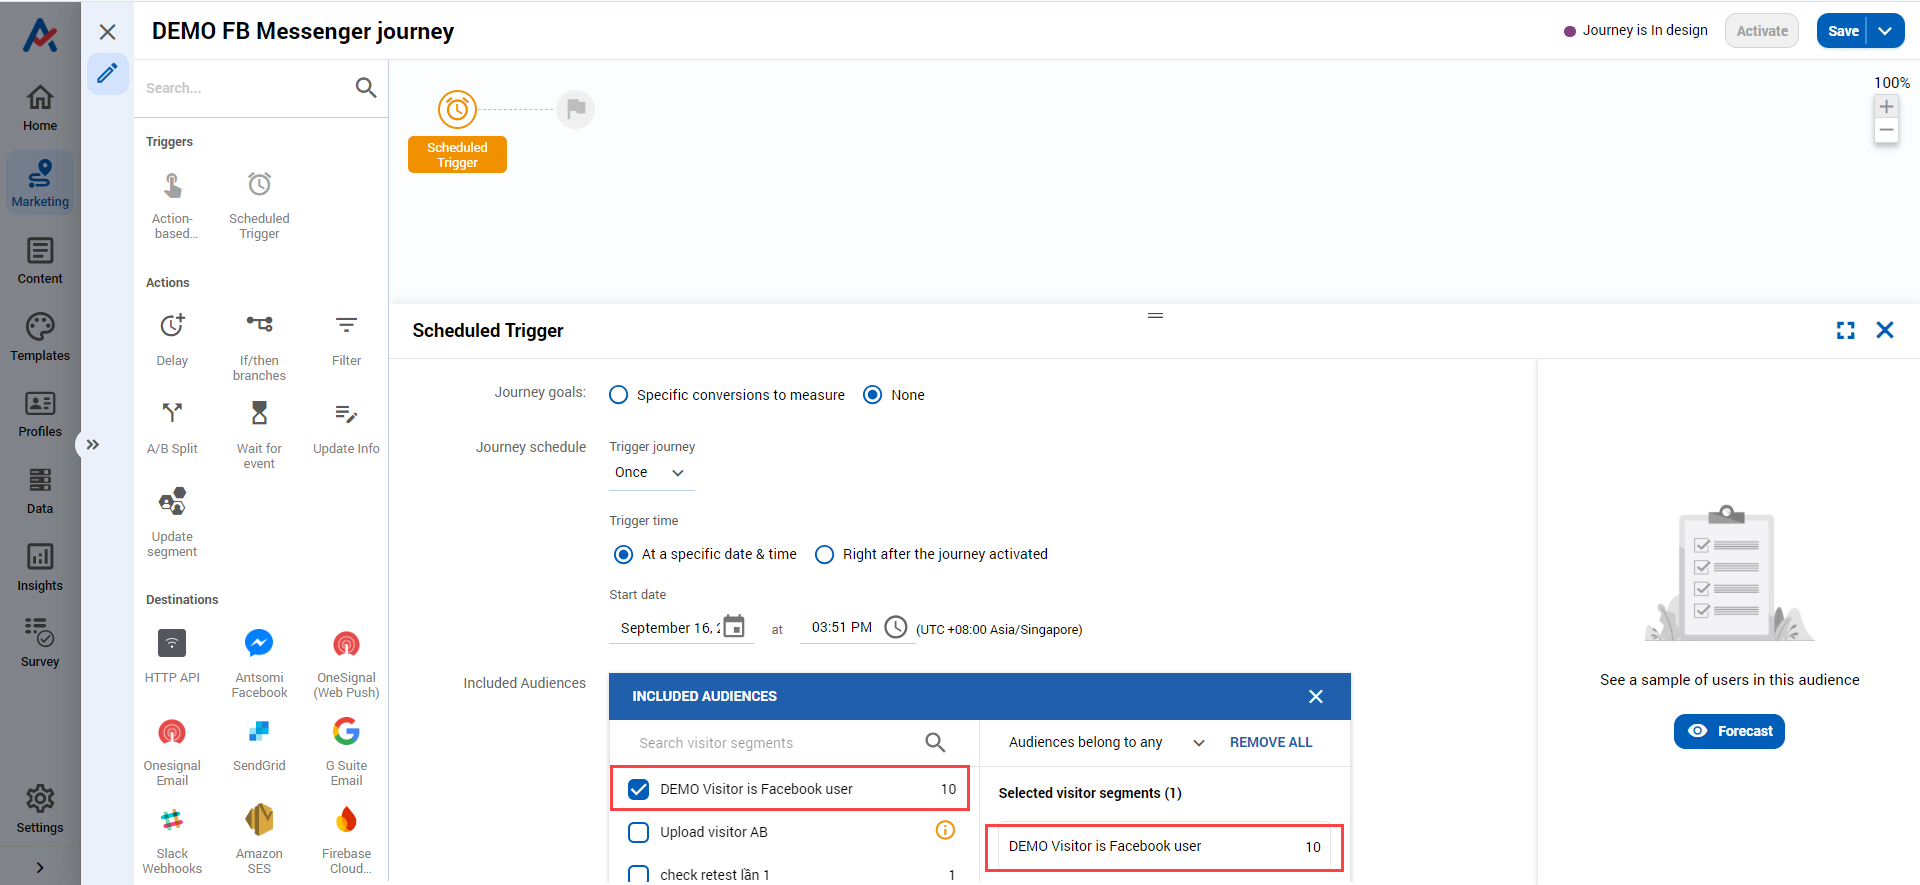 DEMO FB Messenger journey
Journey is In design
Activate
Save
Home
Marketing
Content
Templates
Profiles
Data
Insights
Survey
Settings
Search...
Triggers
Action-
based...
Scheduled
Trigger
Actions
Delay
If/then
branches
Filter
A/B Split
Wait for
event
Update Info
Update
segment
Destinations
HTTP API
Antsomi
Facebook
OneSignal
(Web Push)
Onesignal
Email
SendGrid
G Suite
Email
Slack
Webhooks
Amazon
SES
Firebase
Cloud...
Scheduled
Trigger
100%
Scheduled Trigger
Journey goals:
Specific conversions to measure
None
Journey schedule
Trigger journey
Once
Trigger time
At a specific date & time
Right after the journey activated
Start date
September 16,
at
03:51 PM
(UTC +08:00 Asia/Singapore)
Included Audiences
INCLUDED AUDIENCES
Search visitor segments
DEMO Visitor is Facebook user 10
Upload visitor AB
check retest lần 1 1
Audiences belong to any
REMOVE ALL
Selected visitor segments (1)
DEMO Visitor is Facebook user 10
See a sample of users in this audience
Forecast